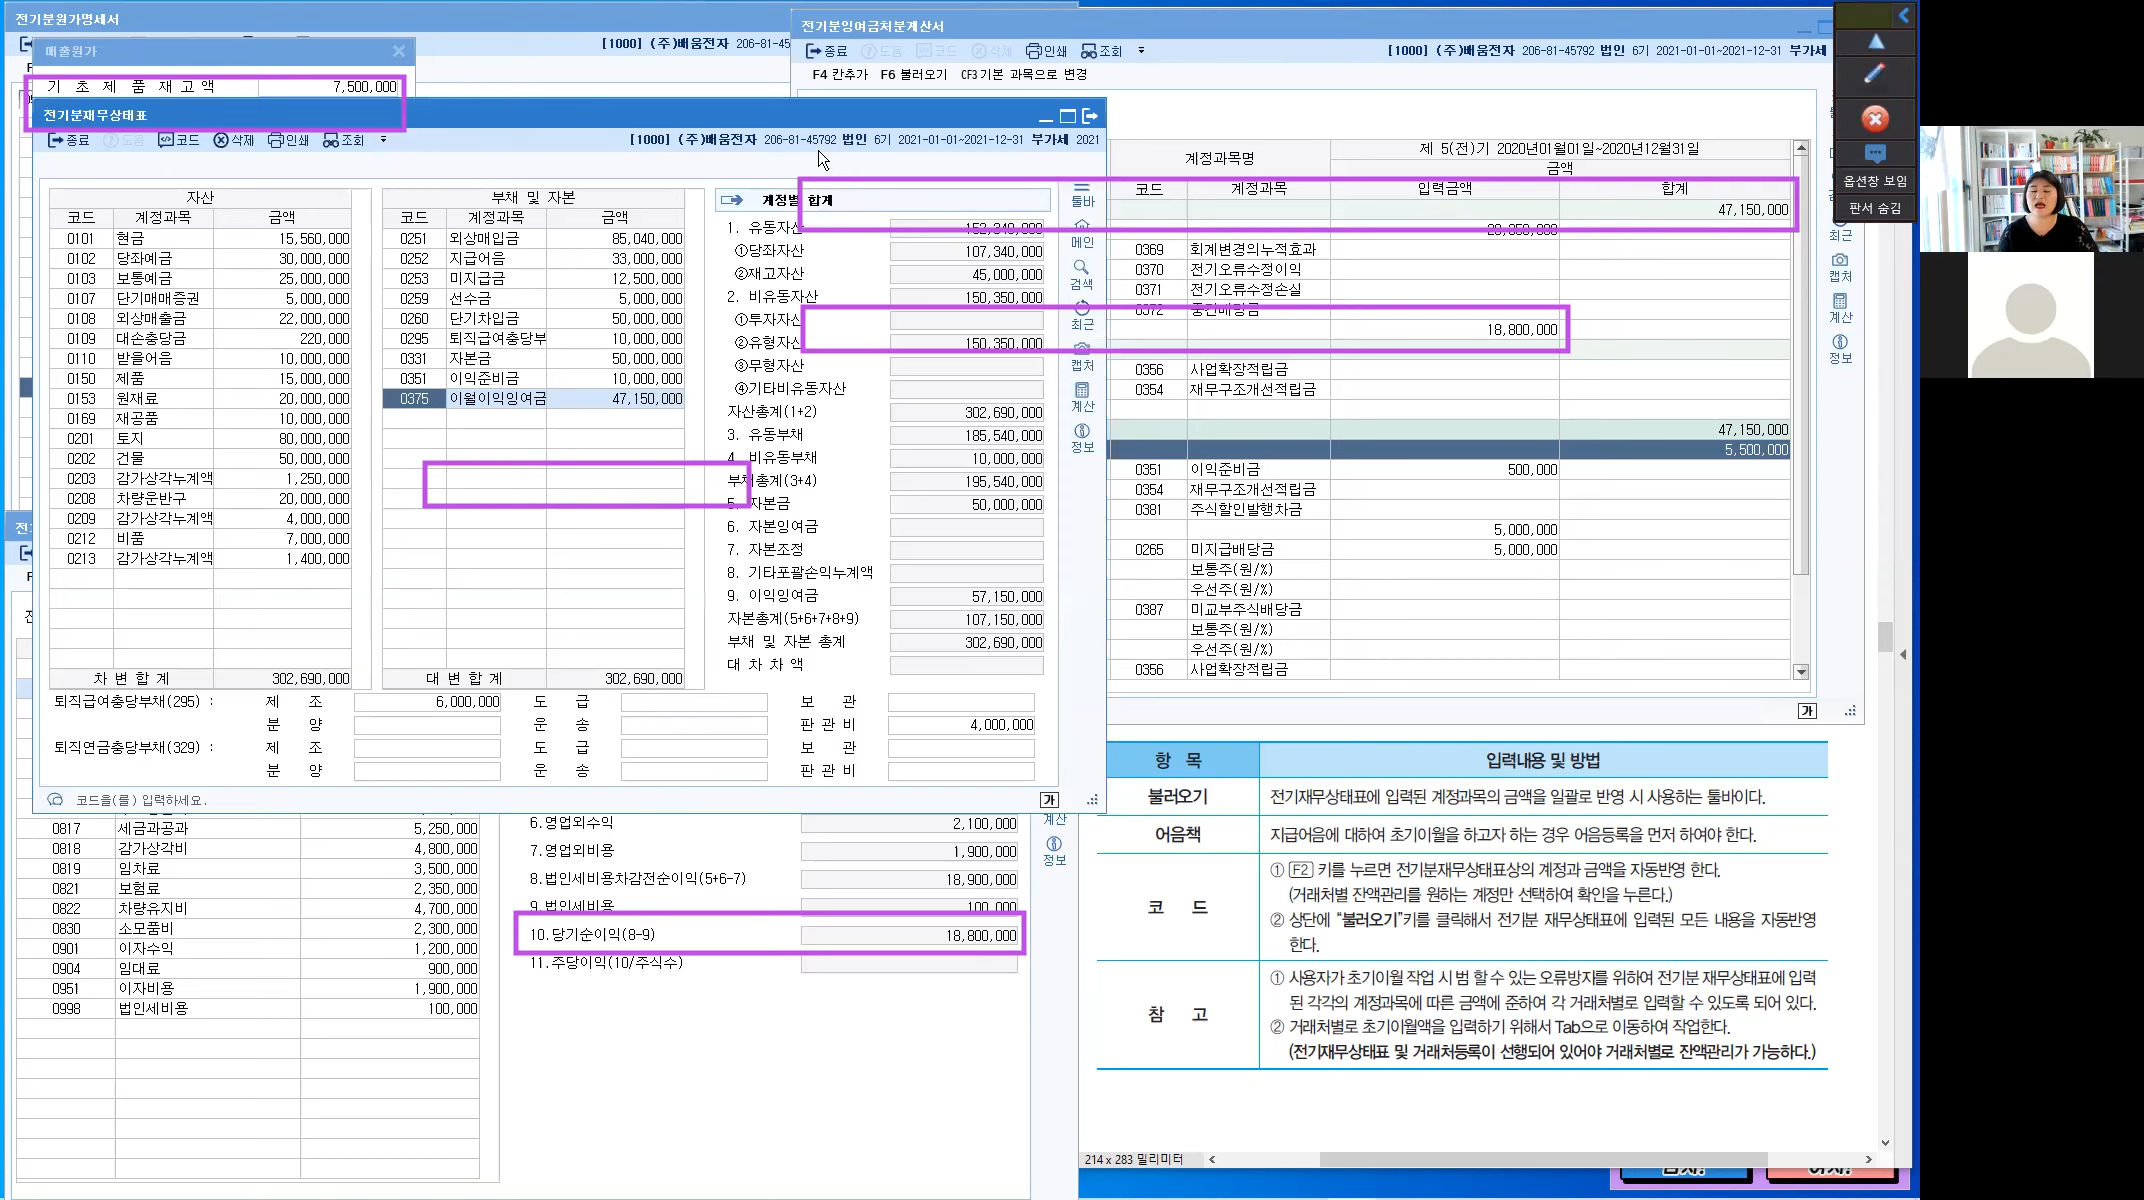 전기분원가명세서
[1000] (주)배움전자 206-81-45
매출원가
기 초 제 품 재 고 액 7,500,000
전기분잉여금처분계산서
종료 도움 코드 삭제 인쇄 조회
[1000] (주)배움전자 206-81-45792 법인 6기 2021-01-01~2021-12-31 부가세
F4 칸추가 F6 불러오기 CF3기본 과목으로 변경
전기분재무상태표
종료 도움 코드 삭제 인쇄 조회
[1000] (주)배움전자 206-81-45792 법인 6기 2021-01-01~2021-12-31 부가세 2021
자산
코드 계정과목 금액
0101 현금 15,560,000
0102 당좌예금 30,000,000
0103 보통예금 25,000,000
0107 단기매매증권 5,000,000
0108 외상매출금 22,000,000
0109 대손충당금 220,000
0110 받을어음 10,000,000
0150 제품 15,000,000
0153 원재료 20,000,000
0169 재공품 10,000,000
0201 토지 80,000,000
0202 건물 50,000,000
0203 감가상각누계액 1,250,000
0208 차량운반구 20,000,000
0209 감가상각누계액 4,000,000
0212 비품 7,000,000
0213 감가상각누계액 1,400,000
차 변 합 계 302,690,000
부채 및 자본
코드 계정과목 금액
0251 외상매입금 85,040,000
0252 지급어음 33,000,000
0253 미지급금 12,500,000
0259 선수금 5,000,000
0260 단기차입금 50,000,000
0295 퇴직급여충당부 10,000,000
0331 자본금 50,000,000
0351 이익준비금 10,000,000
0375 이월이익잉여금 47,150,000
대 변 합 계 302,690,000
계정별 합계
1. 유동자산 152,340,000
①당좌자산 107,340,000
②재고자산 45,000,000
2. 비유동자산 150,350,000
①투자자산
②유형자산 150,350,000
③무형자산
④기타비유동자산
자산총계(1+2) 302,690,000
3. 유동부채 185,540,000
4. 비유동부채 10,000,000
부채총계(3+4) 195,540,000
5. 자본금 50,000,000
6. 자본잉여금
7. 자본조정
8. 기타포괄손익누계액
9. 이익잉여금 57,150,000
자본총계(5+6+7+8+9) 107,150,000
부채 및 자본 총계 302,690,000
대 차 차 액
툴바
메인
검색
최근
캡처
계산
정보
퇴직급여충당부채(295) : 제 조 6,000,000 도 급 보 관
분 양 운 송 판 관 비 4,000,000
퇴직연금충당부채(329) : 제 조 도 급 보 관
분 양 운 송 판 관 비
코드을(를) 입력하세요. 가
계정과목명 제 5(전)기 2020년01월01일~2020년12월31일
금액
코드 계정과목 입력금액 합계
47,150,000
28,350,000
0369 회계변경의누적효과
0370 전기오류수정이익
0371 전기오류수정손실
0372 중간배당금
18,800,000
0356 사업확장적립금
0354 재무구조개선적립금
47,150,000
5,500,000
0351 이익준비금 500,000
0354 재무구조개선적립금
0381 주식할인발행차금
5,000,000
0265 미지급배당금 5,000,000
보통주(원/%)
우선주(원/%)
0387 미교부주식배당금
보통주(원/%)
우선주(원/%)
0356 사업확장적립금
가
최근
캡처
계산
정보
옵션창 보임
판서 숨김
0817 세금과공과 5,250,000
0818 감가상각비 4,800,000
0819 임차료 3,500,000
0821 보험료 2,350,000
0822 차량유지비 4,700,000
0830 소모품비 2,300,000
0901 이자수익 1,200,000
0904 임대료 900,000
0951 이자비용 1,900,000
0998 법인세비용 100,000
6.영업외수익 2,100,000
7.영업외비용 1,900,000
8.법인세비용차감전순이익(5+6-7) 18,900,000
9.법인세비용 100,000
10.당기순이익(8-9) 18,800,000
11.주당이익(10/주식수)
계산
정보
항 목 입력내용 및 방법
불러오기 전기재무상태표에 입력된 계정과목의 금액을 일괄로 반영 시 사용하는 툴바이다.
어음책 지급어음에 대하여 초기이월을 하고자 하는 경우 어음등록을 먼저 하여야 한다.
코 드 ① F2 키를 누르면 전기분재무상태표상의 계정과 금액을 자동반영 한다.
(거래처별 잔액관리를 원하는 계정만 선택하여 확인을 누른다.)
② 상단에 “불러오기”키를 클릭해서 전기분 재무상태표에 입력된 모든 내용을 자동반영
한다.
참 고 ① 사용자가 초기이월 작업 시 범 할 수 있는 오류방지를 위하여 전기분 재무상태표에 입력
된 각각의 계정과목에 따른 금액에 준하여 각 거래처별로 입력할 수 있도록 되어 있다.
② 거래처별로 초기이월액을 입력하기 위해서 Tab으로 이동하여 작업한다.
(전기재무상태표 및 거래처등록이 선행되어 있어야 거래처별로 잔액관리가 가능하다.)
214 x 283 밀리미터